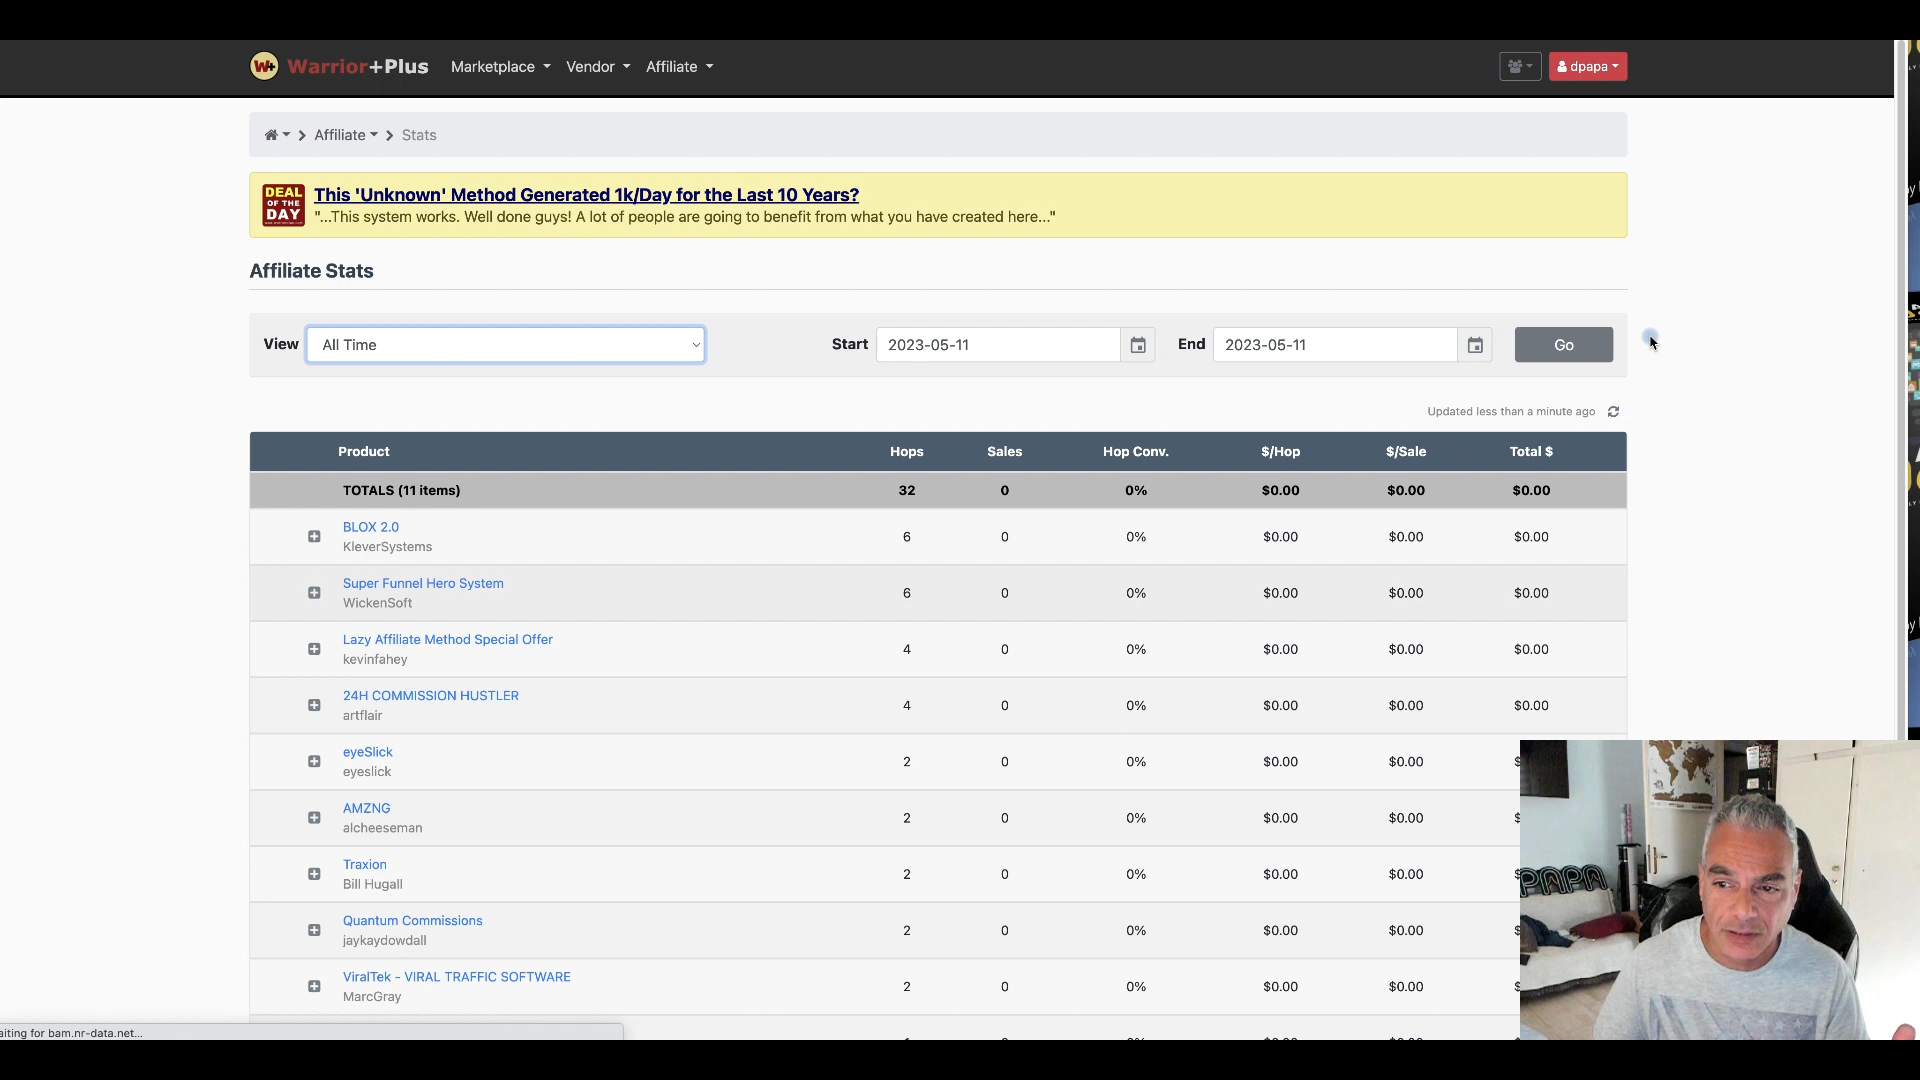 W+ Warrior+Plus Marketplace Vendor Affiliate dpapa
Affiliate Stats
DEAL OF THE DAY
This 'Unknown' Method Generated 1k/Day for the Last 10 Years?
"...This system works. Well done guys! A lot of people are going to benefit from what you have created here..."
Affiliate Stats
View All Time Start 2023-05-11 End 2023-05-11 Go
Updated less than a minute ago
Product Hops Sales Hop Conv. $/Hop $/Sale Total $
TOTALS (11 items) 32 0 0% $0.00 $0.00 $0.00
BLOX 2.0
KleverSystems
6 0 0% $0.00 $0.00 $0.00
Super Funnel Hero System
WickenSoft
6 0 0% $0.00 $0.00 $0.00
Lazy Affiliate Method Special Offer
kevinfahey
4 0 0% $0.00 $0.00 $0.00
24H COMMISSION HUSTLER
artflair
4 0 0% $0.00 $0.00 $0.00
eyeSlick
eyeslick
2 0 0% $0.00 $0.00 $
AMZNG
alcheeseman
2 0 0% $0.00 $0.00 $
Traxion
Bill Hugall
2 0 0% $0.00 $0.00 $
Quantum Commissions
jaykaydowdall
2 0 0% $0.00 $0.00 $
ViralTek - VIRAL TRAFFIC SOFTWARE
MarcGray
2 0 0% $0.00 $0.00 $
aiting for bam.nr-data.net...
PAPA